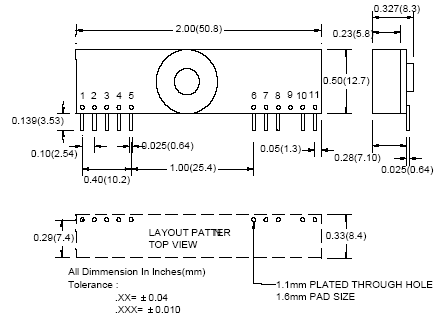 0.327(8.3)
2.00(50.8)
0.23(5.8
0.50(12.7)
1 2 3 4 5 6 7 8 9 10 11
0.139(3.53)
0.10(2.54)
0.025(0.64)
0.05(1.3)
0.28(7.10)
1.00(25.4)
0.025(0.64)
0.40(10.2)
0.29(7.4)
LAYOUT PATTERN
TOP VIEW
0.33(8.4)
All Dimmension In Inches(mm)
Tolerance :
.XX= ±0.04
.XXX= ±0.010
1.1mm PLATED THROUGH HOLE
1.6mm PAD SIZE